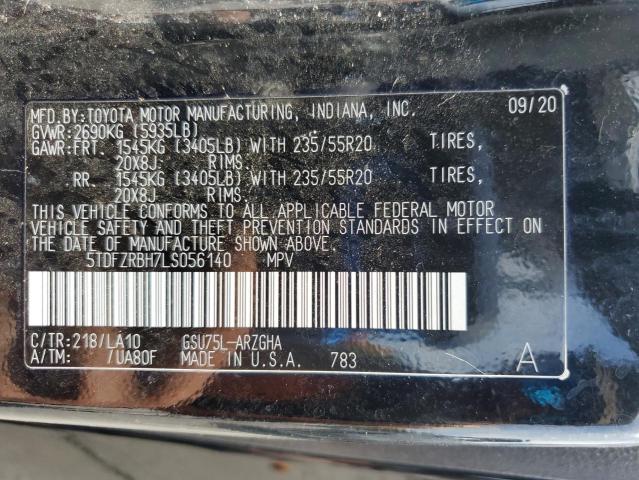 MFD.BY:TOYOTA MOTOR MANUFACTURING, INDIANA, INC. 09/20
GVWR:2690KG (5935LB)
GAWR:FRT. 1545KG (3405LB) WITH 235/55R20 TIRES,
20X8J RIMS.
RR. 1545KG (3405LB) WITH 235/55R20 TIRES,
20X8J RIMS.
THIS VEHICLE CONFORMS TO ALL APPLICABLE FEDERAL MOTOR
VEHICLE SAFETY AND THEFT PREVENTION STANDARDS IN EFFECT ON
THE DATE OF MANUFACTURE SHOWN ABOVE.
5TDFZRBH7LS056140 MPV
C/TR:218/LA10 GSU75L-ARZGHA
A/TM: /UA80F MADE IN U.S.A. 783 A